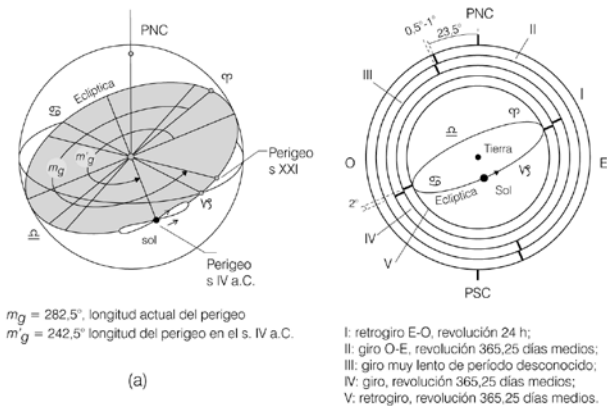 PNC
Eclíptica
♋
♈
m'g
mg
♎
♑
sol
Perigeo
s XXI
Perigeo
s IV a.C.
mg = 282,5°, longitud actual del perigeo
m'g = 242,5° longitud del perigeo en el s. IV a.C.
(a)
0,5°-1°
PNC
23,5°
II
III
I
♎
♈
Tierra
O
E
♋
♑
Sol
Eclíptica
2°
IV
V
PSC
I: retrogiro E-O, revolución 24 h;
II: giro O-E, revolución 365,25 días medios;
III: giro muy lento de período desconocido;
IV: giro, revolución 365,25 días medios;
V: retrogiro, revolución 365,25 días medios.